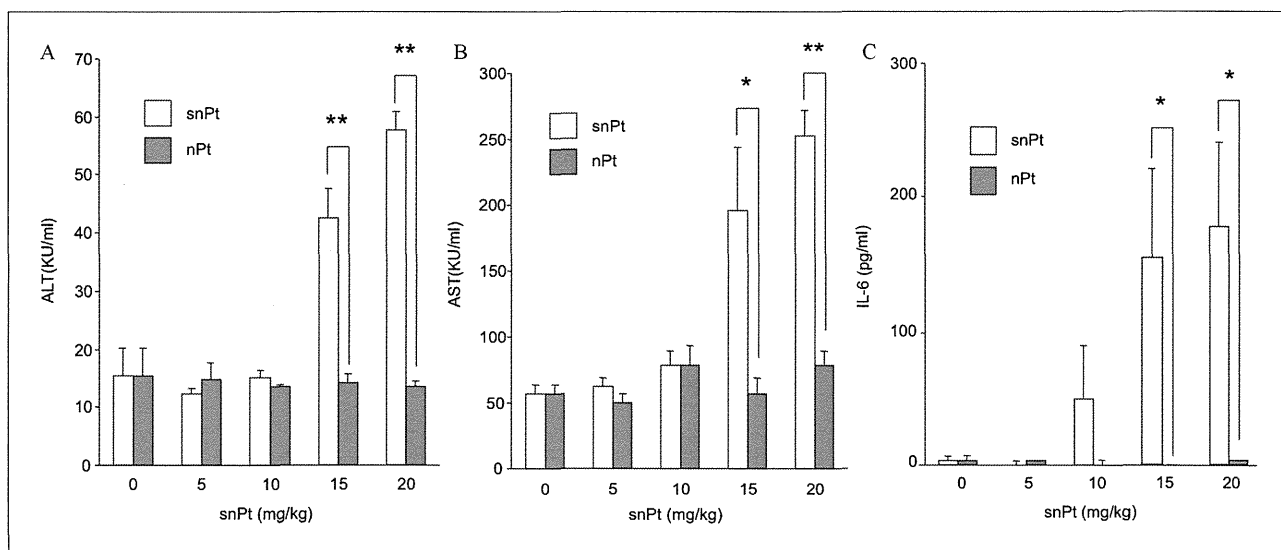 A
70
60
50
40
30
20
10
0
ALT(KU/ml)
snPt
nPt
**
**
0 5 10 15 20
snPt (mg/kg)
B
300
250
200
150
100
50
0
AST(KU/ml)
snPt
nPt
*
**
0 5 10 15 20
snPt (mg/kg)
C
300
200
100
0
IL-6 (pg/ml)
snPt
nPt
*
*
0 5 10 15 20
snPt (mg/kg)